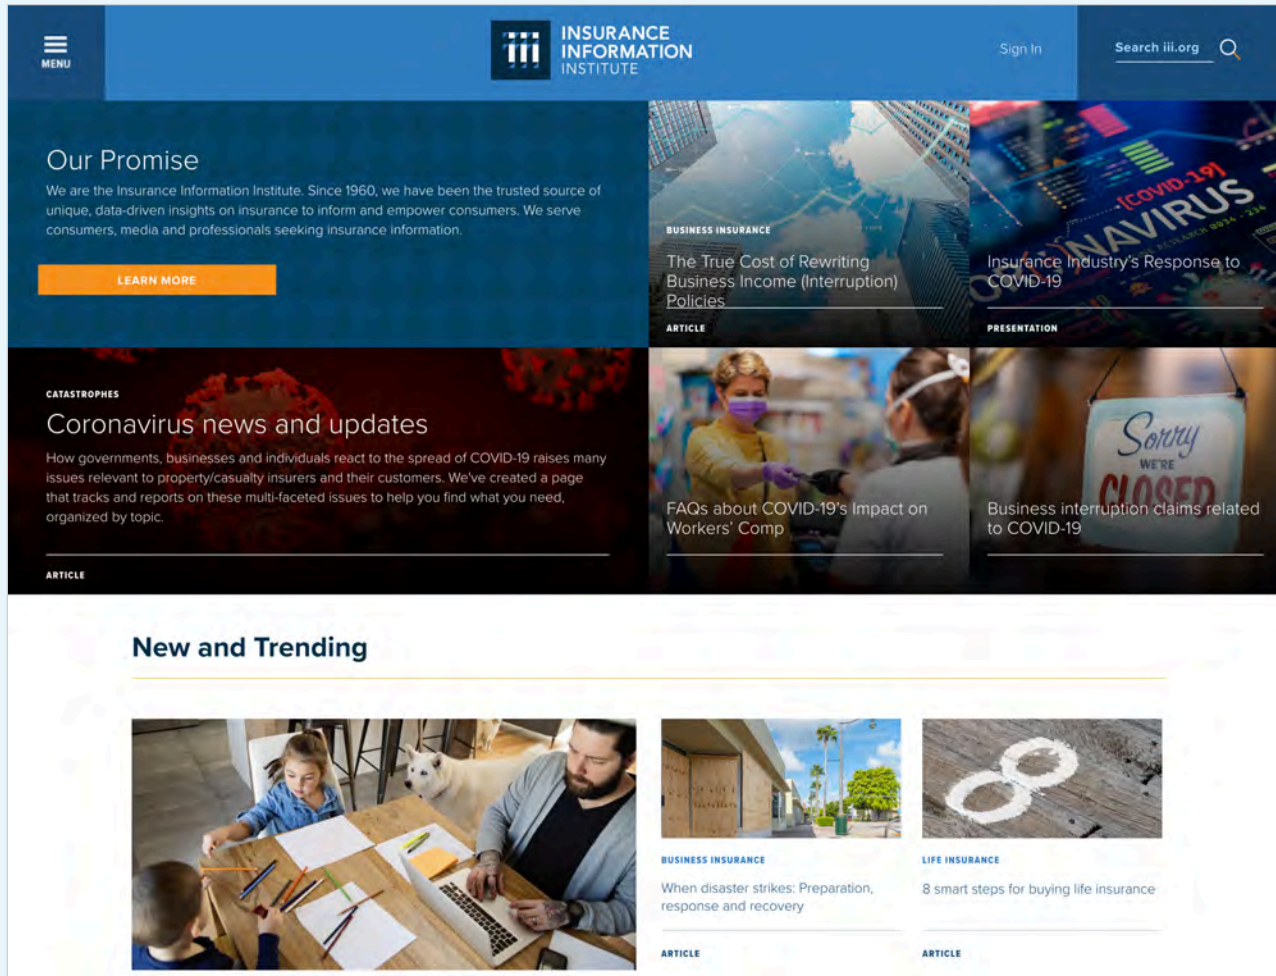 MENU
iii
INSURANCE
INFORMATION
INSTITUTE
Sign In
Search iii.org
Our Promise
We are the Insurance Information Institute. Since 1960, we have been the trusted source of
unique, data-driven insights on insurance to inform and empower consumers. We serve
consumers, media and professionals seeking insurance information.
LEARN MORE
BUSINESS INSURANCE
The True Cost of Rewriting
Business Income (Interruption)
Policies
ARTICLE
[COVID-19]
NAVIRUS
Insurance Industry's Response to
COVID-19
PRESENTATION
CATASTROPHES
Coronavirus news and updates
How governments, businesses and individuals react to the spread of COVID-19 raises many
issues relevant to property/casualty insurers and their customers. We've created a page
that tracks and reports on these multi-faceted issues to help you find what you need,
organized by topic.
ARTICLE
FAQs about COVID-19's Impact on
Workers' Comp
Sorry
WE'RE
CLOSED
Business interruption claims related
to COVID-19
New and Trending
BUSINESS INSURANCE
When disaster strikes: Preparation,
response and recovery
ARTICLE
8
LIFE INSURANCE
8 smart steps for buying life insurance
ARTICLE